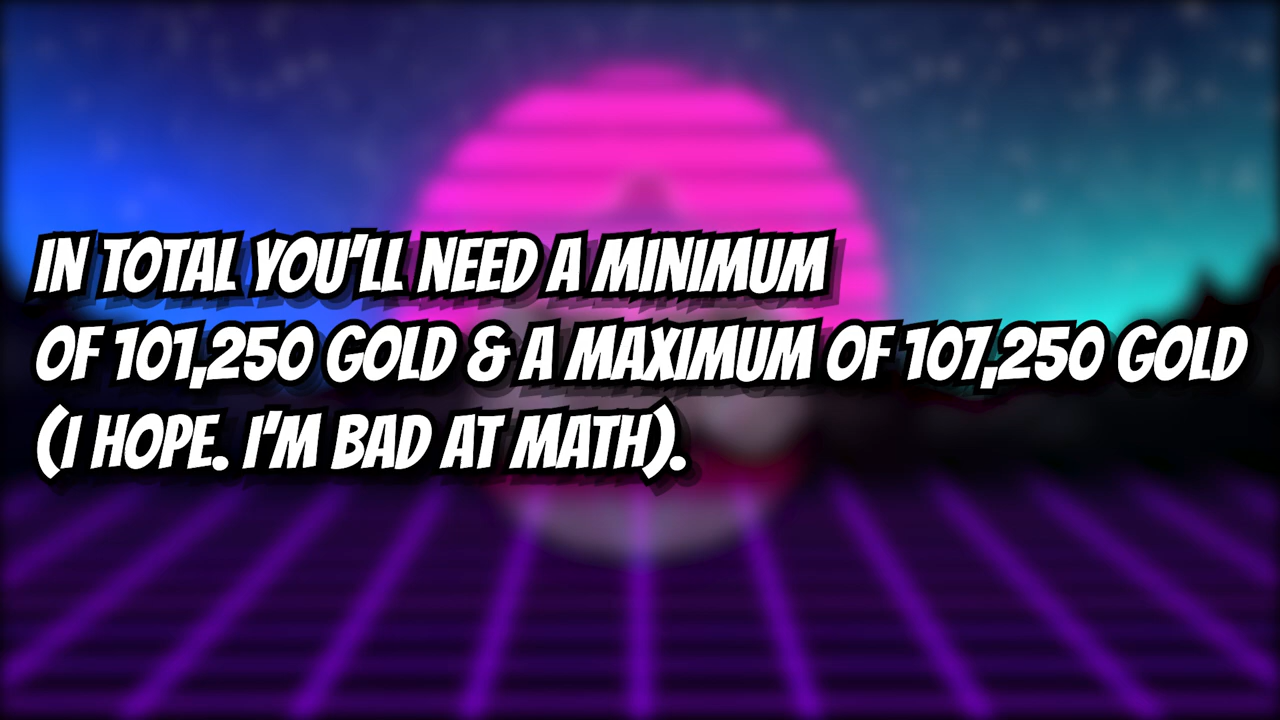 IN TOTAL YOU'LL NEED A MINIMUM
OF 101,250 GOLD & A MAXIMUM OF 107,250 GOLD
(I HOPE. I'M BAD AT MATH).